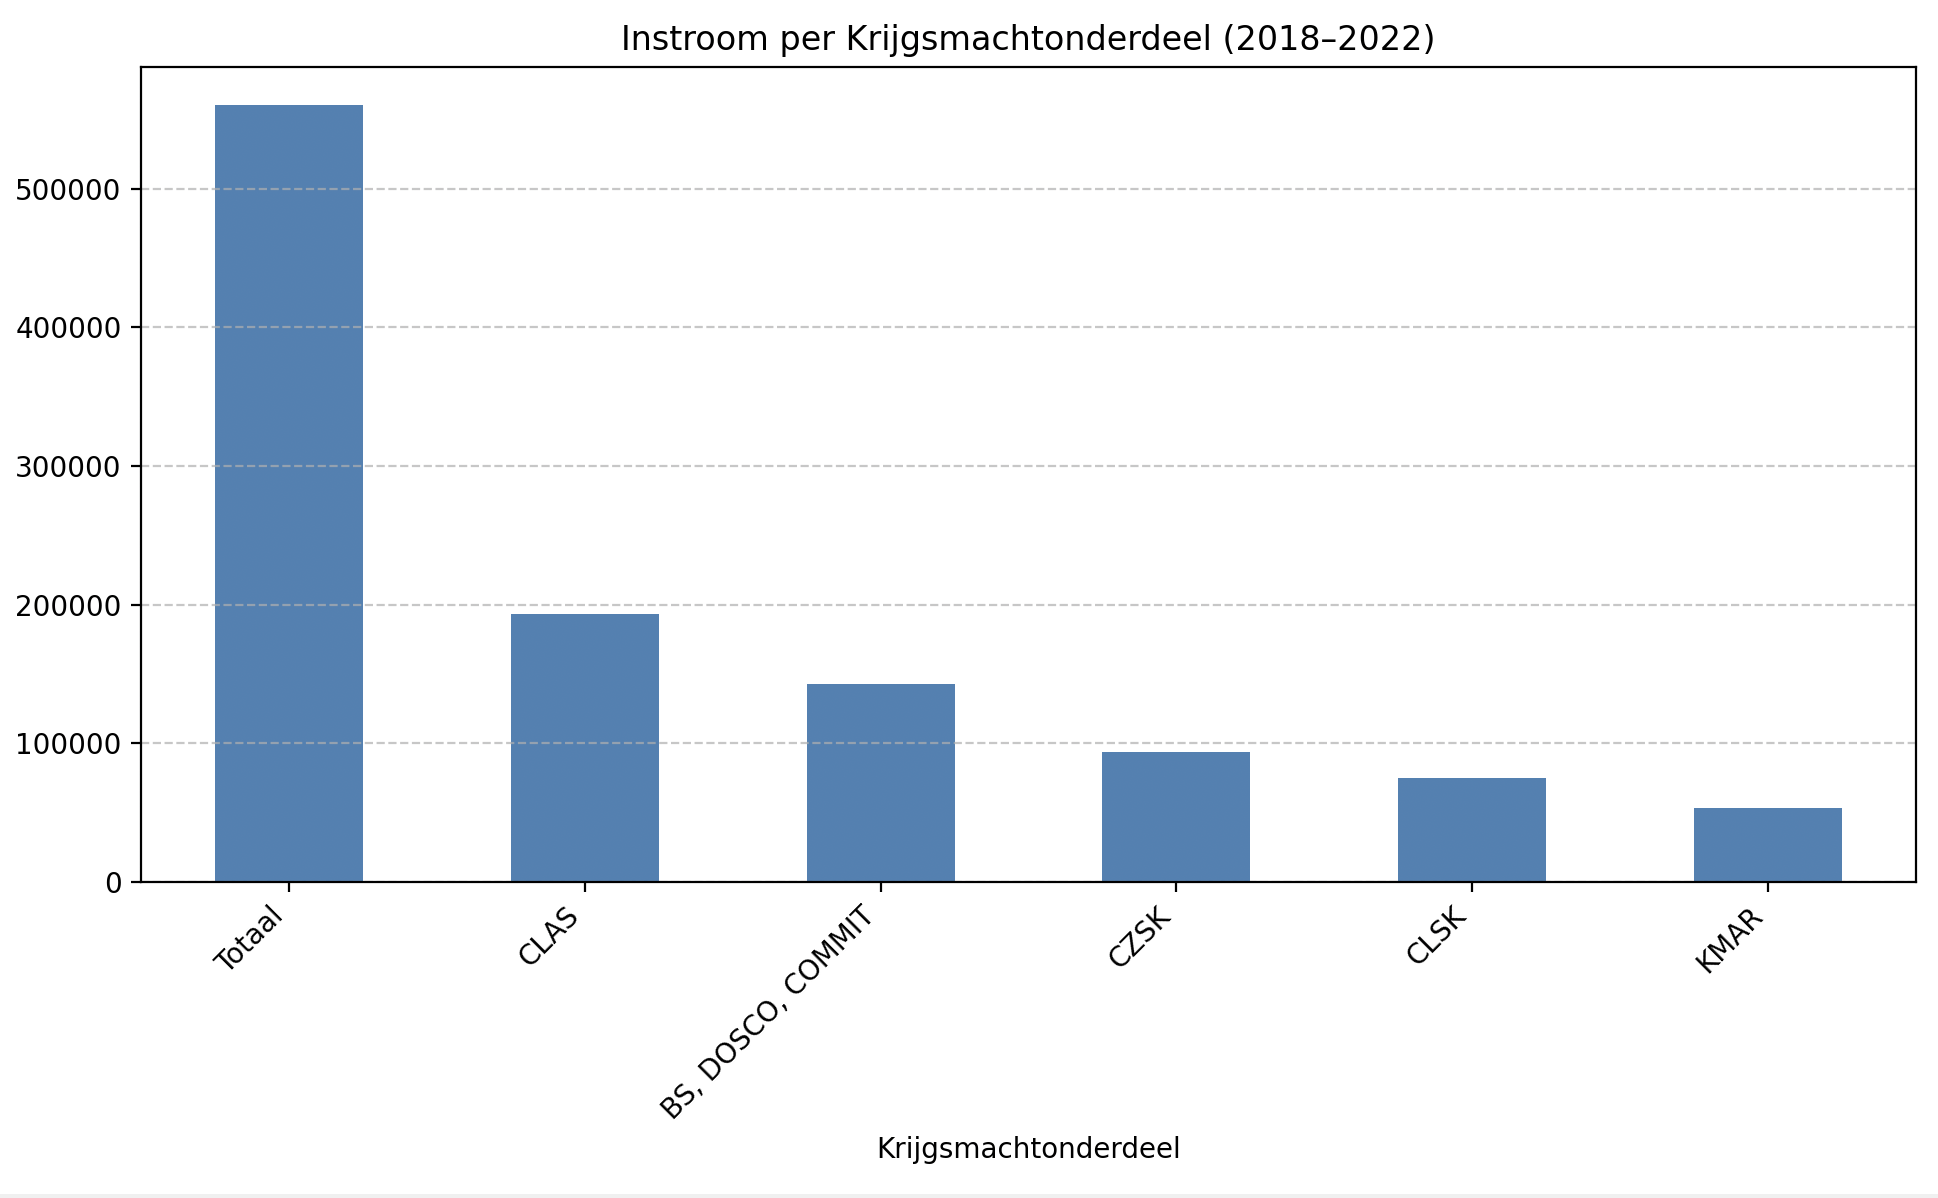 Instroom per Krijgsmachtonderdeel (2018–2022)
500000
400000
300000
200000
100000
0
Totaal
CLAS
BS, DOSCO, COMMIT
CZSK
CLSK
KMAR
Krijgsmachtonderdeel